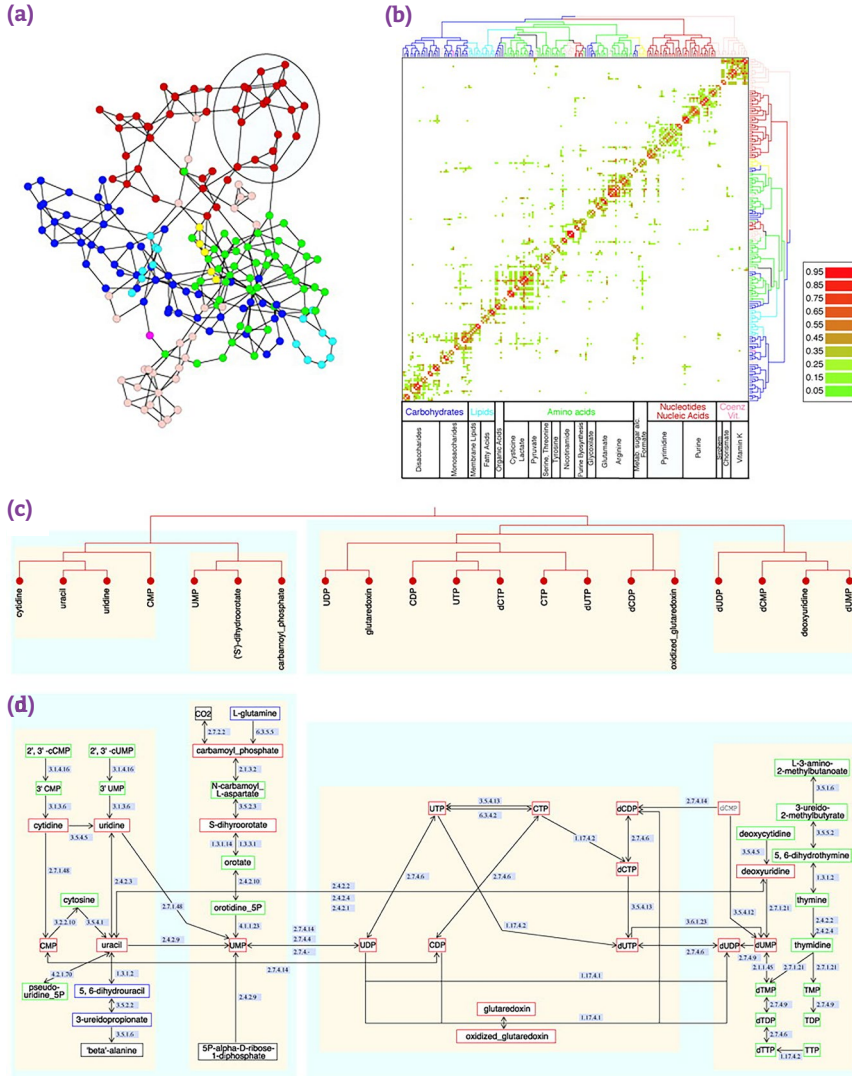 (a)
(b)
0.95
0.85
0.75
0.65
0.55
0.45
0.35
0.25
0.15
0.05
Carbohydrates
Lipids
Amino acids
Nucleotides
Nucleic Acids
Coenz
Vit.
Disaccharides
Monosaccharides
Membrane Lipids
Fatty Acids
Organic Acids
Cysticine
Lactate
Pyruvate
Serine, Threonine
Tyrosine
Nicotinamide
Purine Biyosynthesis
Glycoxilate
Glutamate
Arginine
Metab. sugar alc.
Formate
Pyrimidine
Purine
Chorismate
Vitamin K
(c)
cytidine
uracil
uridine
CMP
UMP
('S')-dihydroorotate
carbamoyl_phosphate
UDP
glutaredoxin
CDP
UTP
dCTP
CTP
dUTP
dCDP
oxidized_glutaredoxin
dUDP
dCMP
deoxyuridine
dUMP
(d)
2', 3' -cCMP
2', 3' -cUMP
3.1.4.16
3.1.4.16
3' CMP
3' UMP
3.1.3.6
3.1.3.6
cytidine
uridine
3.5.4.5
2.7.1.48
2.4.2.3
2.7.1.48
cytosine
3.2.2.10
3.5.4.1
CMP
uracil
2.4.2.9
4.2.1.70
1.3.1.2
pseudo-
uridine_5P
5, 6-dihydrouracil
3.5.2.2
3-ureidopropionate
3.5.1.6
'beta'-alanine
CO2
L-glutamine
2.7.2.2
6.3.5.5
carbamoyl_phosphate
2.1.3.2
N-carbamoyl_
L-aspartate
3.5.2.3
S-dihyroorotate
1.3.1.14
1.3.3.1
orotate
2.4.2.10
orotidine_5P
4.1.1.23
UMP
2.7.4.14
2.7.4.4
2.7.4.-
2.7.4.14
2.4.2.9
5P-alpha-D-ribose-
1-diphosphate
2.4.2.2
2.4.2.4
2.4.2.1
UTP
3.5.4.13
6.3.4.2
CTP
dCDP
2.7.4.14
dCMP
2.7.4.6
2.7.4.6
1.17.4.2
2.7.4.6
dCTP
3.5.4.13
1.17.4.2
UDP
CDP
dUTP
3.6.1.23
2.7.4.6
dUDP
dUMP
1.17.4.1
glutaredoxin
oxidized_glutaredoxin
1.17.4.1
L-3-amino-
2-methylbutanoate
3.5.1.6
3-ureido-
2-methylbutyrate
3.5.5.2
deoxycytidine
3.5.4.5
5, 6-dihydrothymine
deoxyuridine
1.3.1.2
thymine
3.5.4.12
2.7.1.21
2.4.2.2
2.4.2.4
thymidine
2.7.4.9
2.1.1.45
2.7.1.21
2.7.1.21
dTMP
TMP
2.7.4.9
2.7.4.9
dTDP
TDP
2.7.4.6
dTTP
TTP
1.17.4.2